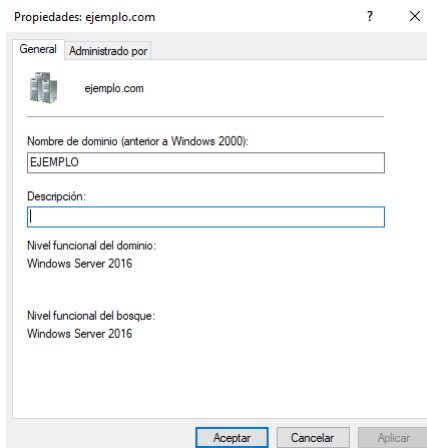 Propiedades: ejemplo.com ? ×
General Administrado por
ejemplo.com
Nombre de dominio (anterior a Windows 2000):
EJEMPLO
Descripción:
Nivel funcional del dominio:
Windows Server 2016
Nivel funcional del bosque:
Windows Server 2016
Aceptar Cancelar Aplicar